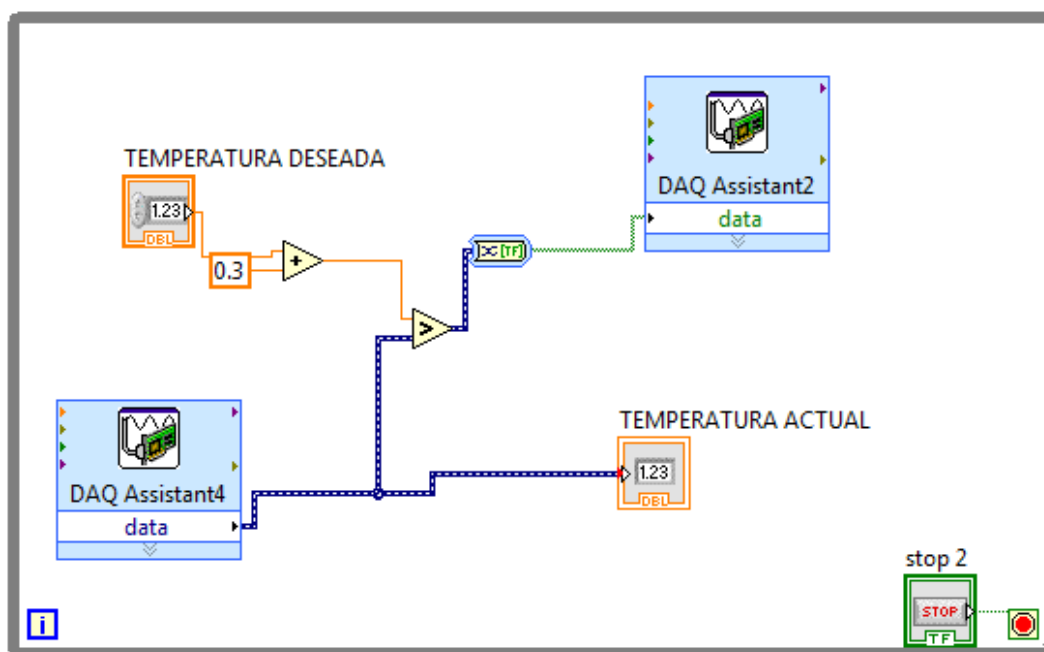 TEMPERATURA DESEADA
1.23
DBL
0.3
+
>
[TF]
DAQ Assistant2
data
DAQ Assistant4
data
TEMPERATURA ACTUAL
1.23
DBL
stop 2
STOP
TF
i